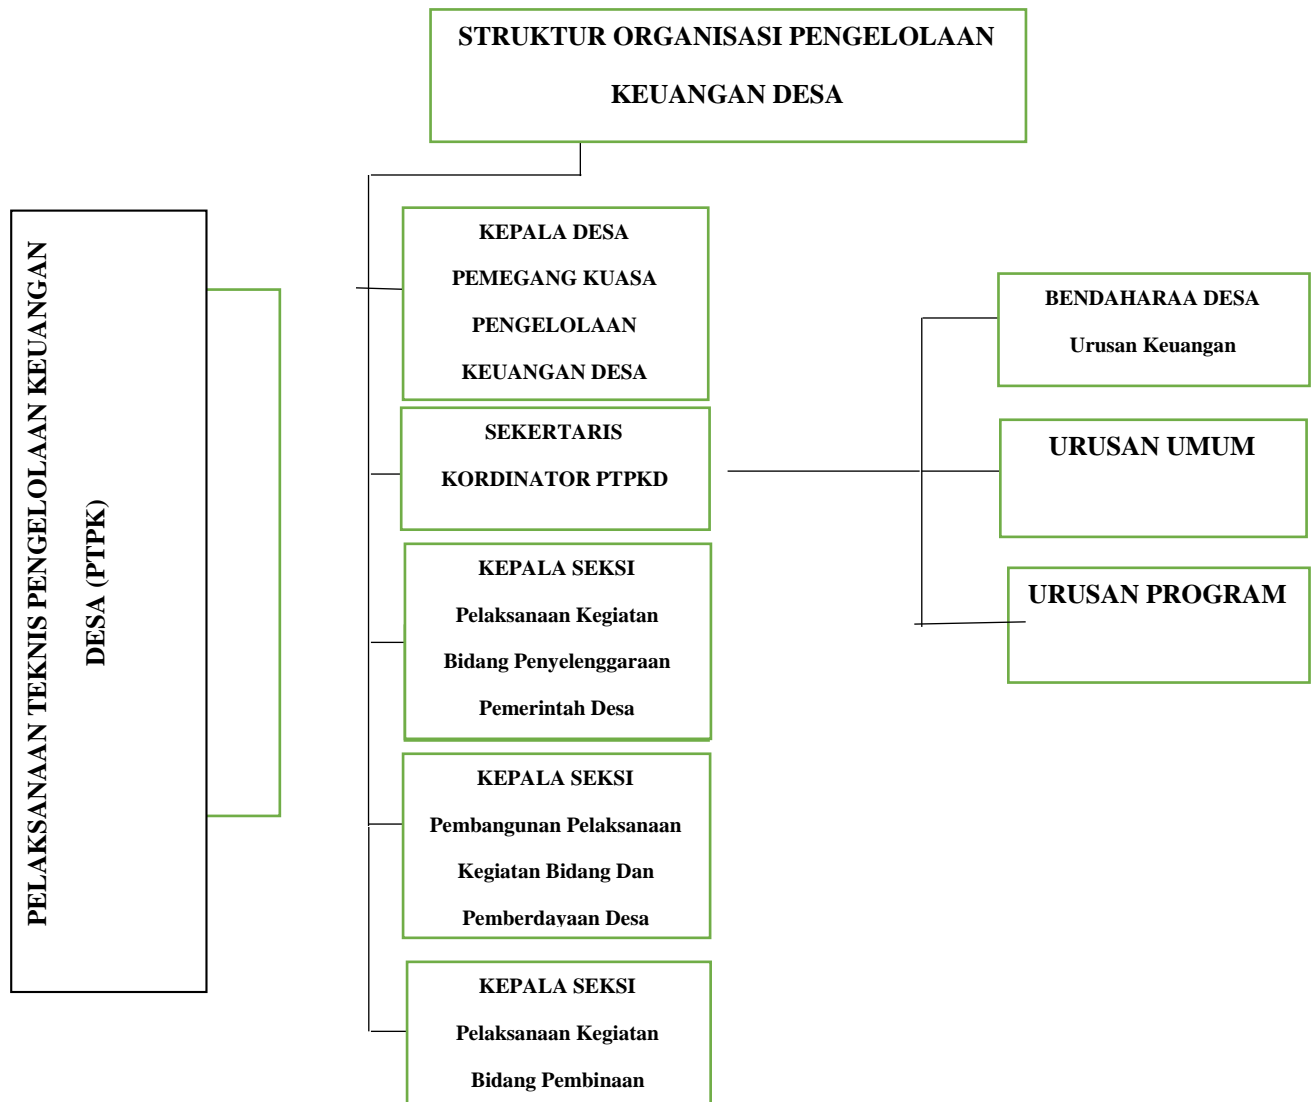 STRUKTUR ORGANISASI PENGELOLAAN
KEUANGAN DESA
PELAKSANAAN TEKNIS PENGELOLAAN KEUANGAN
DESA (PTPK)
KEPALA DESA
PEMEGANG KUASA
PENGELOLAAN
KEUANGAN DESA
SEKERTARIS
KORDINATOR PTPKD
KEPALA SEKSI
Pelaksanaan Kegiatan
Bidang Penyelenggaraan
Pemerintah Desa
KEPALA SEKSI
Pembangunan Pelaksanaan
Kegiatan Bidang Dan
Pemberdayaan Desa
KEPALA SEKSI
Pelaksanaan Kegiatan
Bidang Pembinaan
BENDAHARAA DESA
Urusan Keuangan
URUSAN UMUM
URUSAN PROGRAM